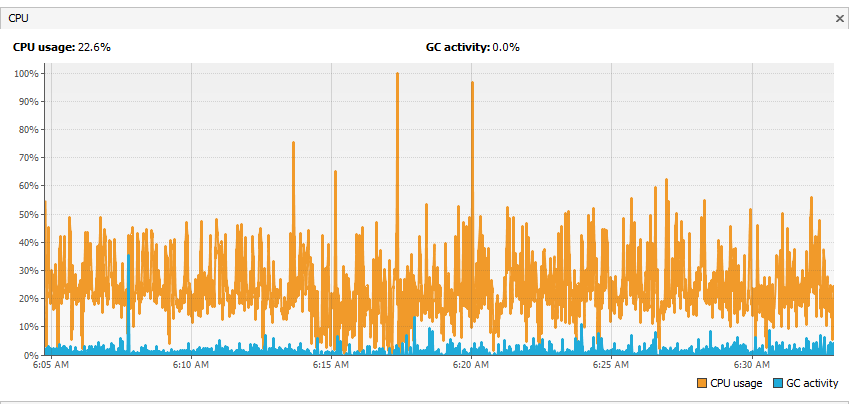 CPU
CPU usage: 22.6% GC activity: 0.0%
100%
90%
80%
70%
60%
50%
40%
30%
20%
10%
0%
6:05 AM 6:10 AM 6:15 AM 6:20 AM 6:25 AM 6:30 AM
CPU usage GC activity